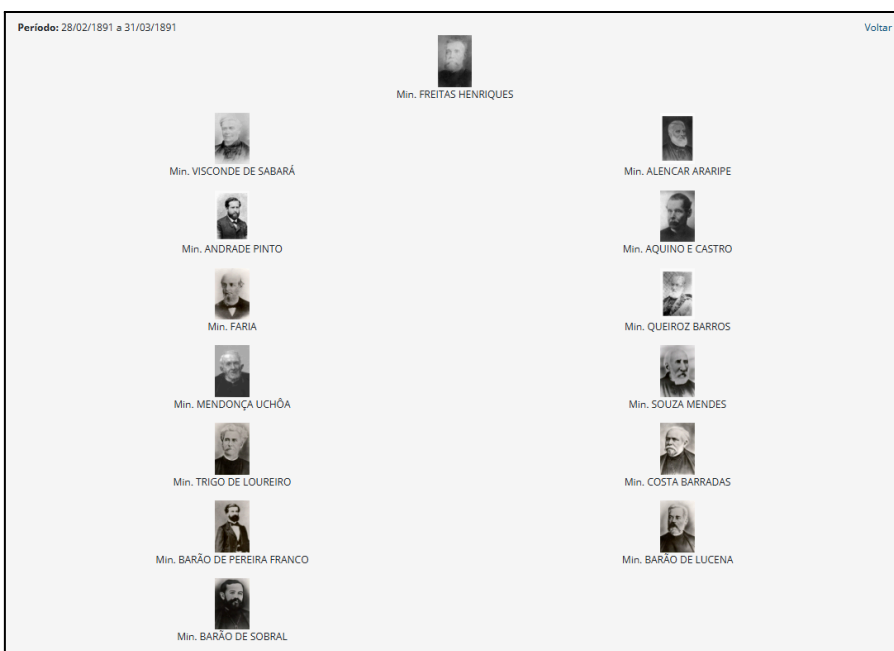 Período: 28/02/1891 a 31/03/1891
Voltar
Min. FREITAS HENRIQUES
Min. VISCONDE DE SABARÁ
Min. ALENCAR ARARIPE
Min. ANDRADE PINTO
Min. AQUINO E CASTRO
Min. FARIA
Min. QUEIROZ BARROS
Min. MENDONÇA UCHÔA
Min. SOUZA MENDES
Min. TRIGO DE LOUREIRO
Min. COSTA BARRADAS
Min. BARÃO DE PEREIRA FRANCO
Min. BARÃO DE LUCENA
Min. BARÃO DE SOBRAL